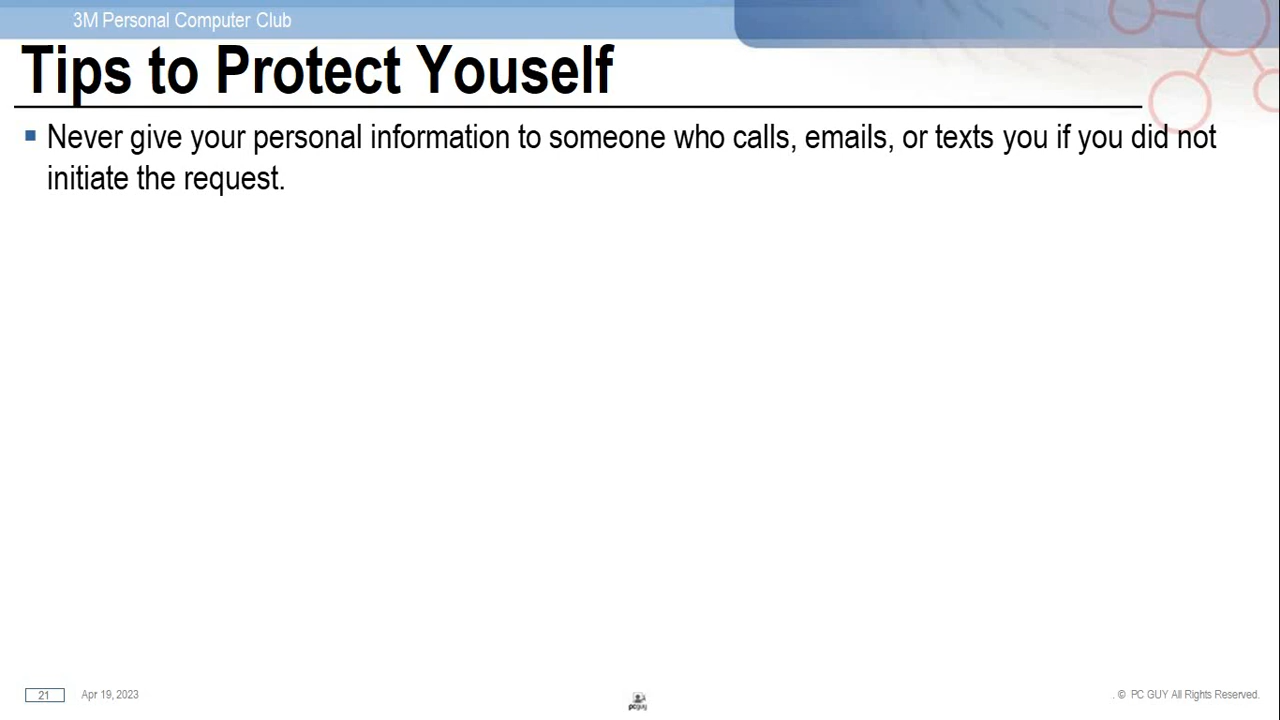 3M Personal Computer Club
Tips to Protect Youself
▪ Never give your personal information to someone who calls, emails, or texts you if you did not
initiate the request.
21
Apr 19, 2023
pcguy
. © PC GUY All Rights Reserved.